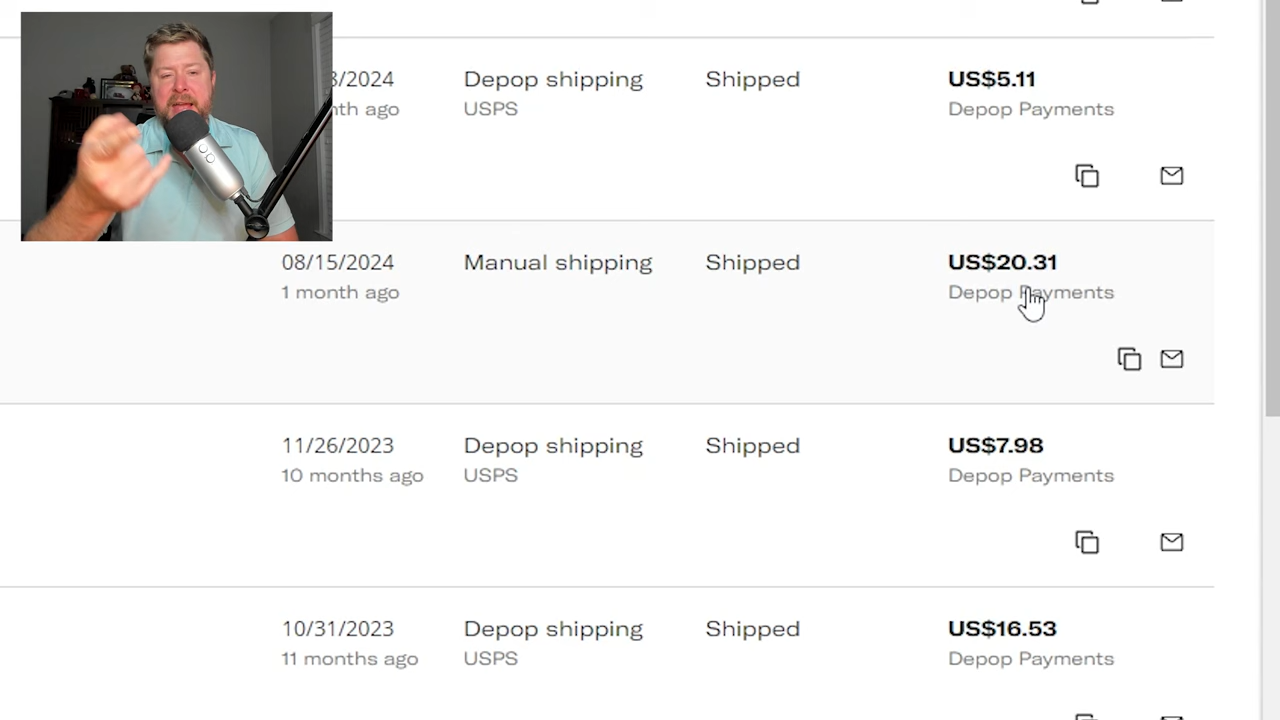 8/2024 Depop shipping Shipped US$5.11
ago USPS Depop Payments
08/15/2024 Manual shipping Shipped US$20.31
1 month ago Depop Payments
11/26/2023 Depop shipping Shipped US$7.98
10 months ago USPS Depop Payments
10/31/2023 Depop shipping Shipped US$16.53
11 months ago USPS Depop Payments